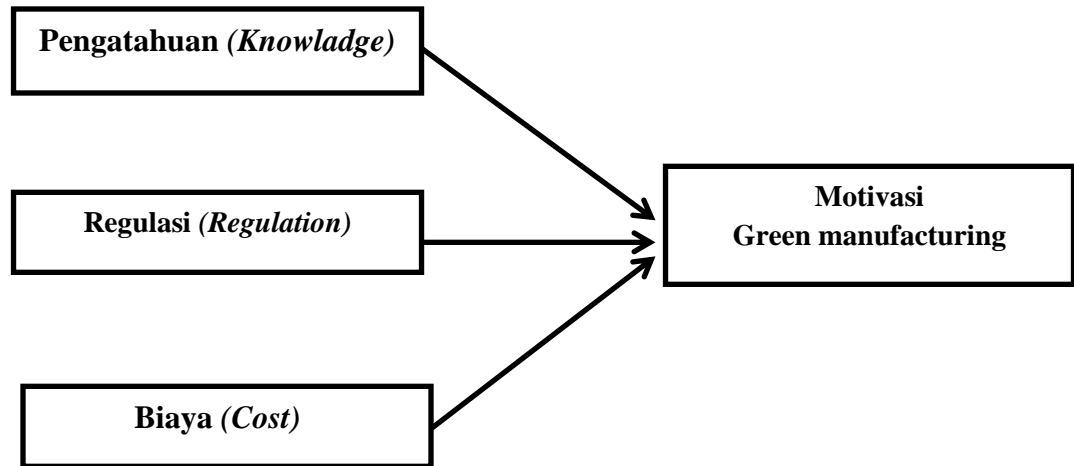 Pengatahuan (Knowladge)
Regulasi (Regulation)
Motivasi
Green manufacturing
Biaya (Cost)